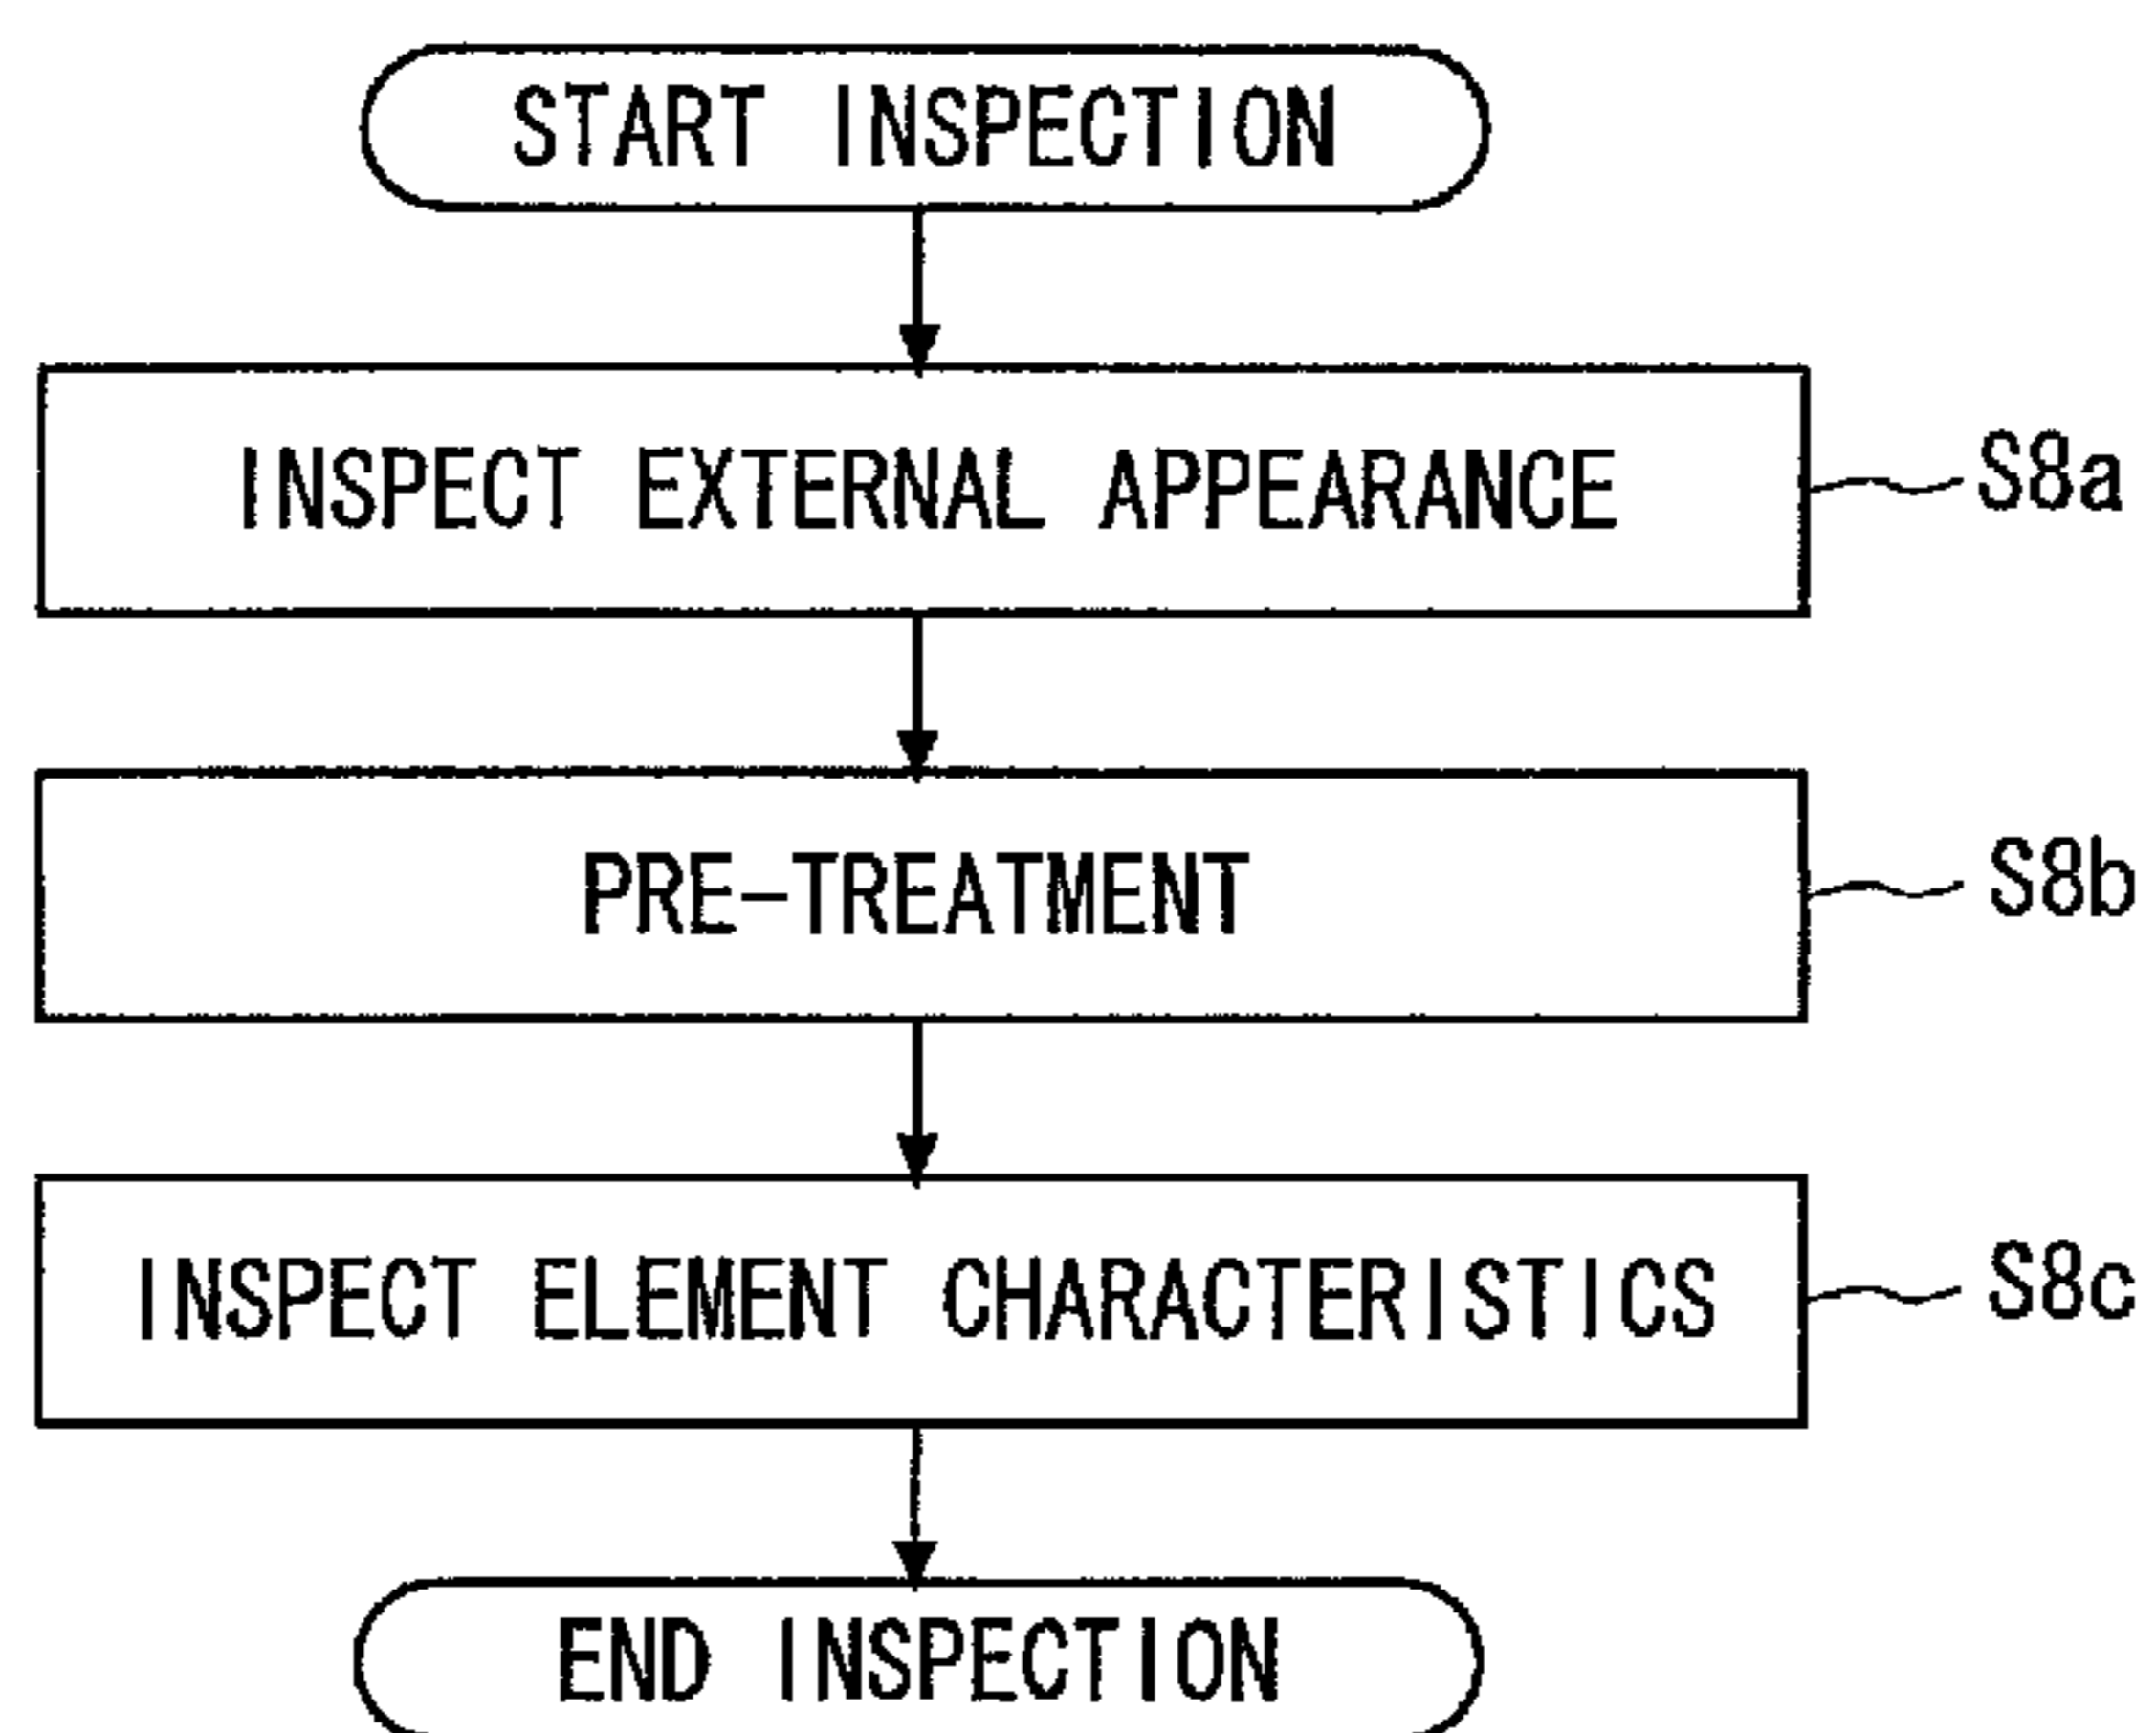 START INSPECTION
INSPECT EXTERNAL APPEARANCE
S8a
PRE-TREATMENT
S8b
INSPECT ELEMENT CHARACTERISTICS
S8c
END INSPECTION